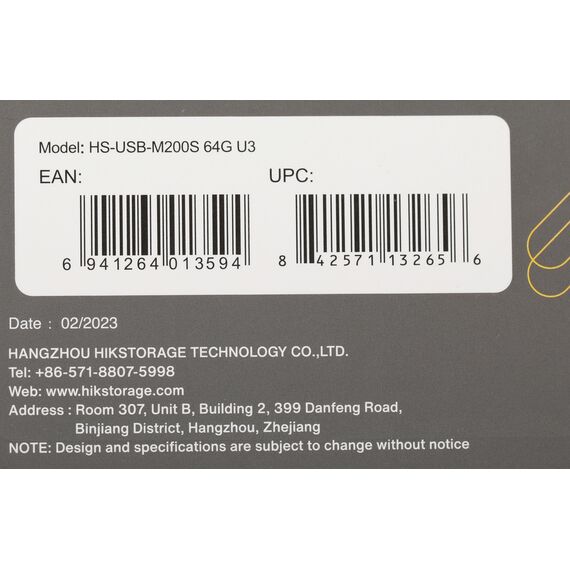 Model: HS-USB-M200S 64G U3
EAN: UPC:
6 941264 013594 8 42571 13265 6
Date : 02/2023
HANGZHOU HIKSTORAGE TECHNOLOGY CO.,LTD.
Tel: +86-571-8807-5998
Web: www.hikstorage.com
Address : Room 307, Unit B, Building 2, 399 Danfeng Road,
Binjiang District, Hangzhou, Zhejiang
NOTE: Design and specifications are subject to change without notice